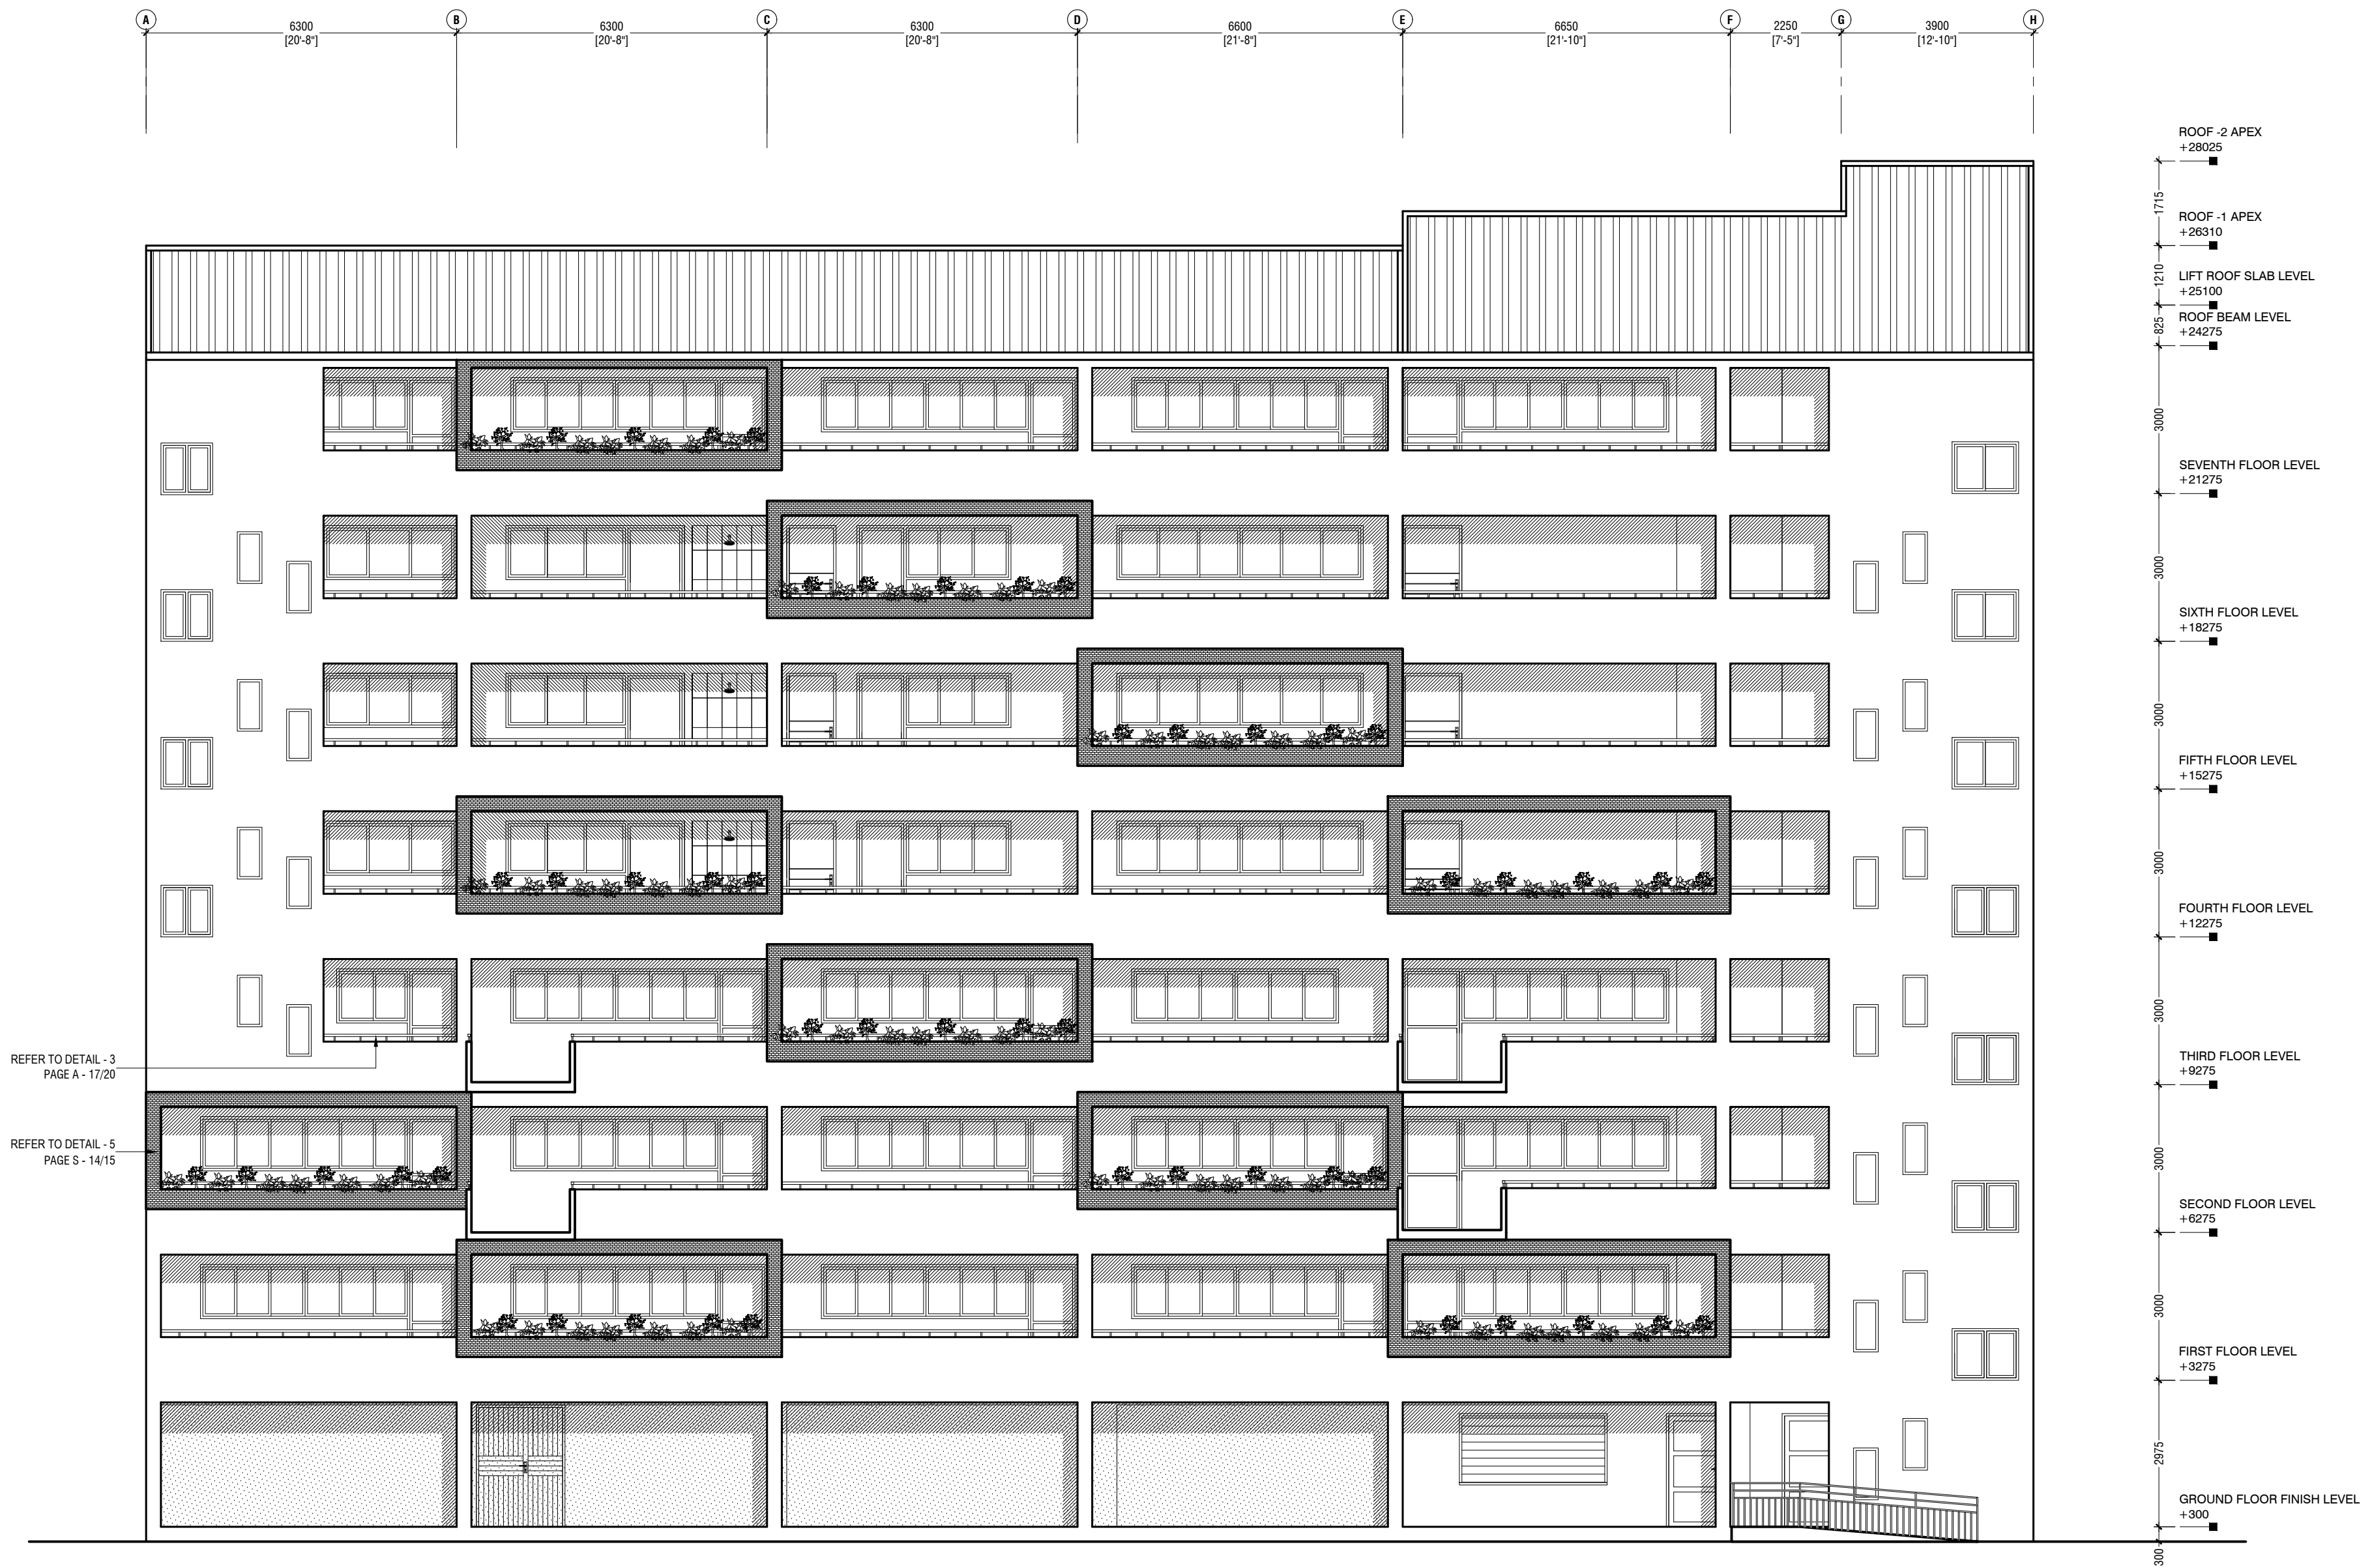 A B C D E F G H
6300 6300 6300 6600 6650 2250 3900
[20'-8"] [20'-8"] [20'-8"] [21'-8"] [21'-10"] [7'-5"] [12'-10"]
ROOF -2 APEX
+28025
1715
ROOF -1 APEX
+26310
1210
LIFT ROOF SLAB LEVEL
+25100
825
ROOF BEAM LEVEL
+24275
3000
SEVENTH FLOOR LEVEL
+21275
3000
SIXTH FLOOR LEVEL
+18275
3000
FIFTH FLOOR LEVEL
+15275
3000
FOURTH FLOOR LEVEL
+12275
3000
REFER TO DETAIL - 3
PAGE A - 17/20
THIRD FLOOR LEVEL
+9275
REFER TO DETAIL - 5
PAGE S - 14/15
3000
SECOND FLOOR LEVEL
+6275
3000
FIRST FLOOR LEVEL
+3275
2975
GROUND FLOOR FINISH LEVEL
+300
300